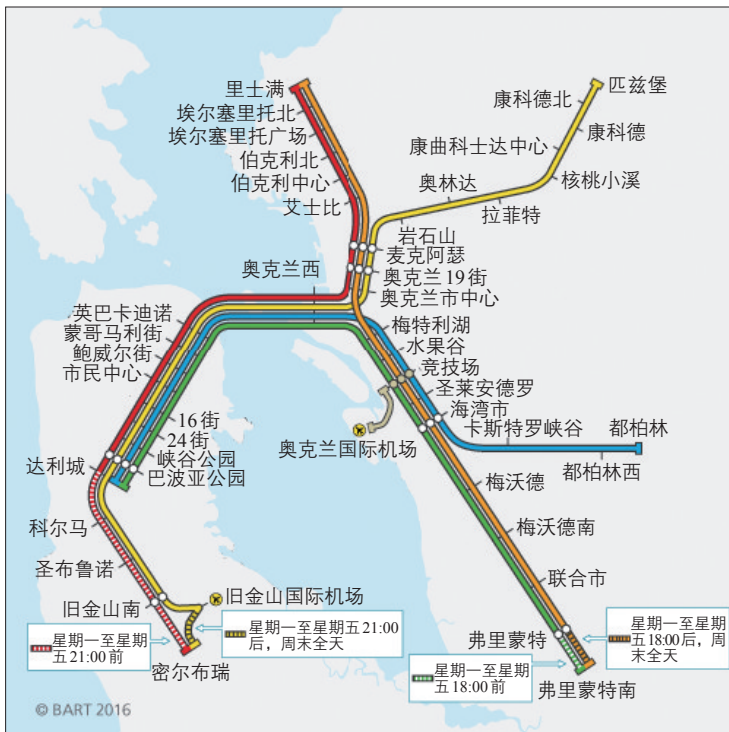 里士满
埃尔塞里托北
埃尔塞里托广场
伯克利北
伯克利中心
艾士比
匹兹堡
康科德北
康科德
康曲科士达中心
核桃小溪
奥林达
拉菲特
岩石山
麦克阿瑟
奥克兰19街
奥克兰市中心
奥克兰西
英巴卡迪诺
蒙哥马利街
鲍威尔街
市民中心
16街
24街
峡谷公园
巴波亚公园
达利城
科尔马
圣布鲁诺
旧金山南
旧金山国际机场
密尔布瑞
梅特利湖
水果谷
竞技场
圣莱安德罗
海湾市
卡斯特罗峡谷
都柏林
都柏林西
奥克兰国际机场
梅沃德
梅沃德南
联合市
弗里蒙特
弗里蒙特南
星期一至星期
五21:00前
星期一至星期五21:00
后，周末全天
星期一至星期
五18:00前
星期一至星期
五18:00后，周
末全天
© BART 2016